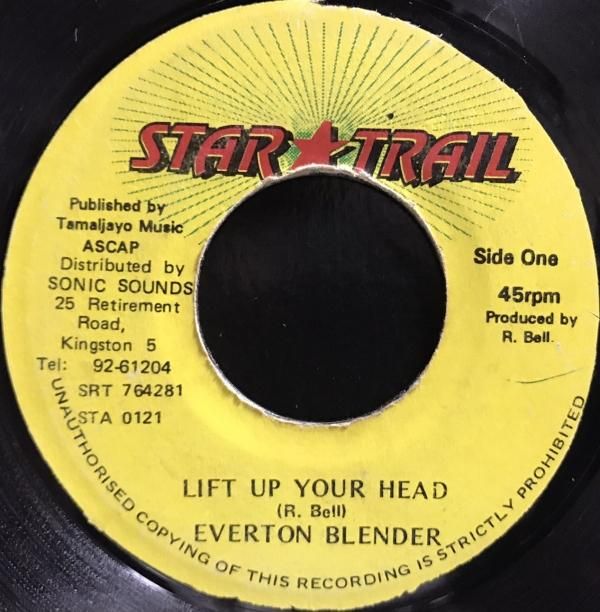 STAR TRAIL
Published by
Tamaljayo Music
ASCAP
Distributed by
SONIC SOUNDS
25 Retirement
Road,
Kingston 5
Tel: 92-61204
SRT 764281
STA 0121
Side One
45rpm
Produced by
R. Bell.
LIFT UP YOUR HEAD
(R. Bell)
EVERTON BLENDER
UNAUTHORISED COPYING OF THIS RECORDING IS STRICTLY PROHIBITED